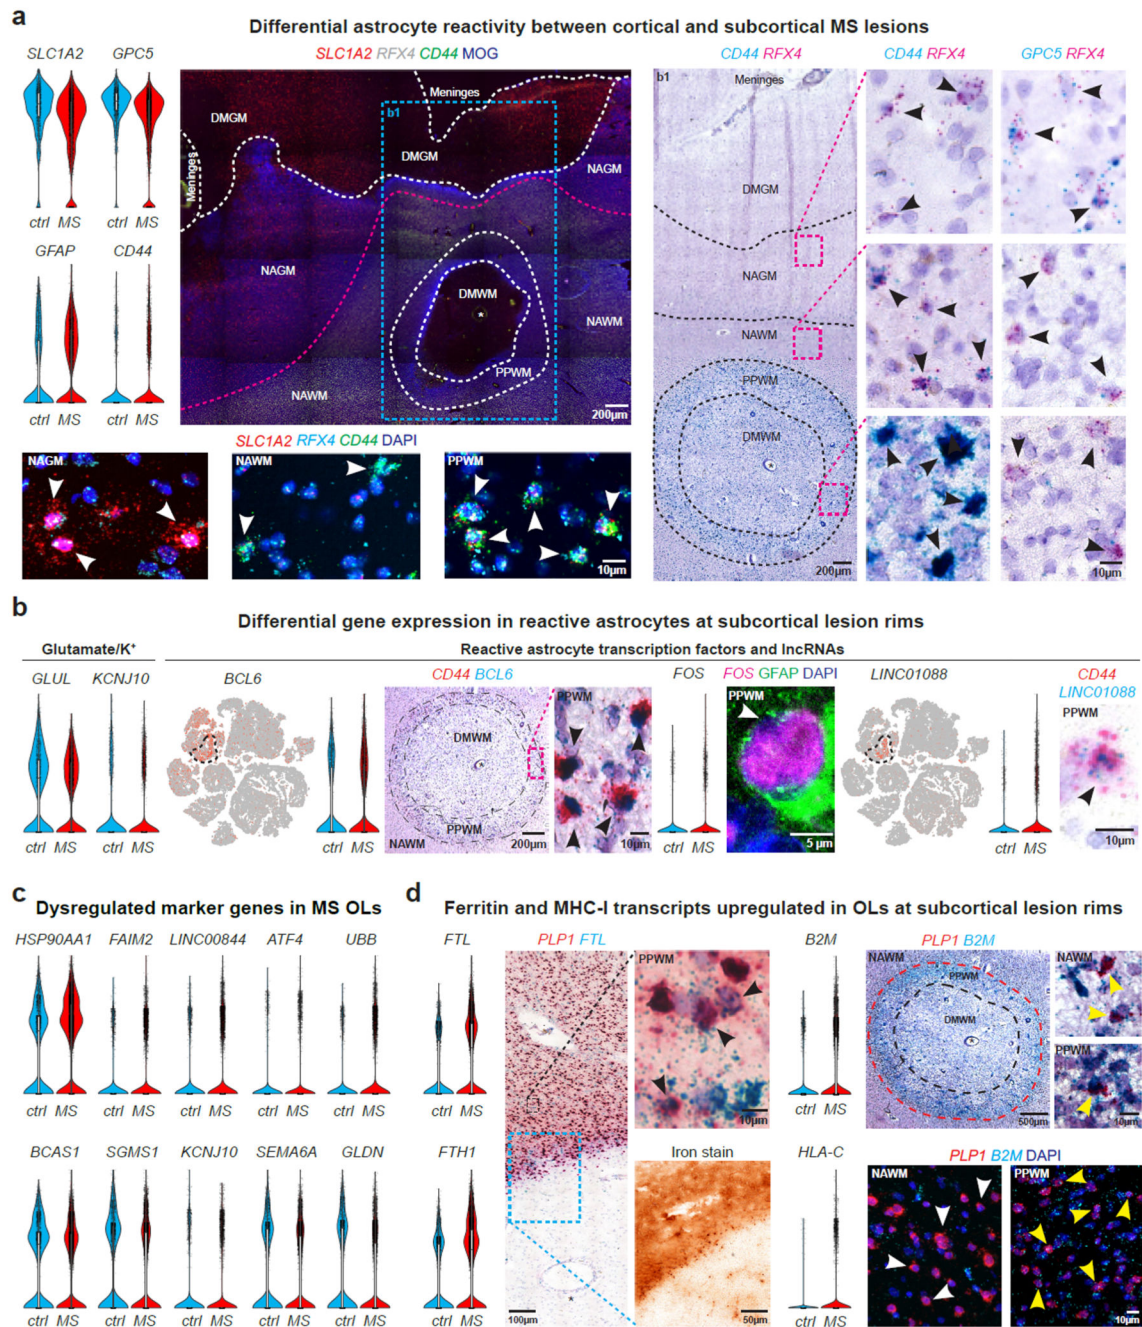 a
Differential astrocyte reactivity between cortical and subcortical MS lesions
SLC1A2 GPC5
ctrl MS ctrl MS
GFAP CD44
ctrl MS ctrl MS
SLC1A2 RFX4 CD44 MOG
Meninges
b1
DMGM
Meninges
NAGM
NAGM
DMWM
*
NAWM
PPWM
NAWM
200µm
SLC1A2 RFX4 CD44 DAPI
NAGM
NAWM
PPWM
10µm
CD44 RFX4
b1
Meninges
DMGM
NAGM
NAWM
PPWM
DMWM
*
200µm
CD44 RFX4
GPC5 RFX4
10µm
b
Differential gene expression in reactive astrocytes at subcortical lesion rims
Glutamate/K+
Reactive astrocyte transcription factors and lncRNAs
GLUL KCNJ10
ctrl MS ctrl MS
BCL6
ctrl MS
CD44 BCL6
DMWM
*
PPWM
NAWM
200µm
PPWM
10µm
FOS
ctrl MS
FOS GFAP DAPI
PPWM
5 µm
LINC01088
ctrl MS
CD44
LINC01088
PPWM
10µm
c
Dysregulated marker genes in MS OLs
HSP90AA1 FAIM2 LINC00844 ATF4 UBB
ctrl MS ctrl MS ctrl MS ctrl MS ctrl MS
BCAS1 SGMS1 KCNJ10 SEMA6A GLDN
ctrl MS ctrl MS ctrl MS ctrl MS ctrl MS
d
Ferritin and MHC-I transcripts upregulated in OLs at subcortical lesion rims
FTL
ctrl MS
FTH1
ctrl MS
PLP1 FTL
*
100µm
PPWM
10µm
Iron stain
50µm
B2M
ctrl MS
HLA-C
ctrl MS
PLP1 B2M
NAWM
PPWM
DMWM
*
500µm
NAWM
PPWM
10µm
PLP1 B2M DAPI
NAWM
PPWM
10µm